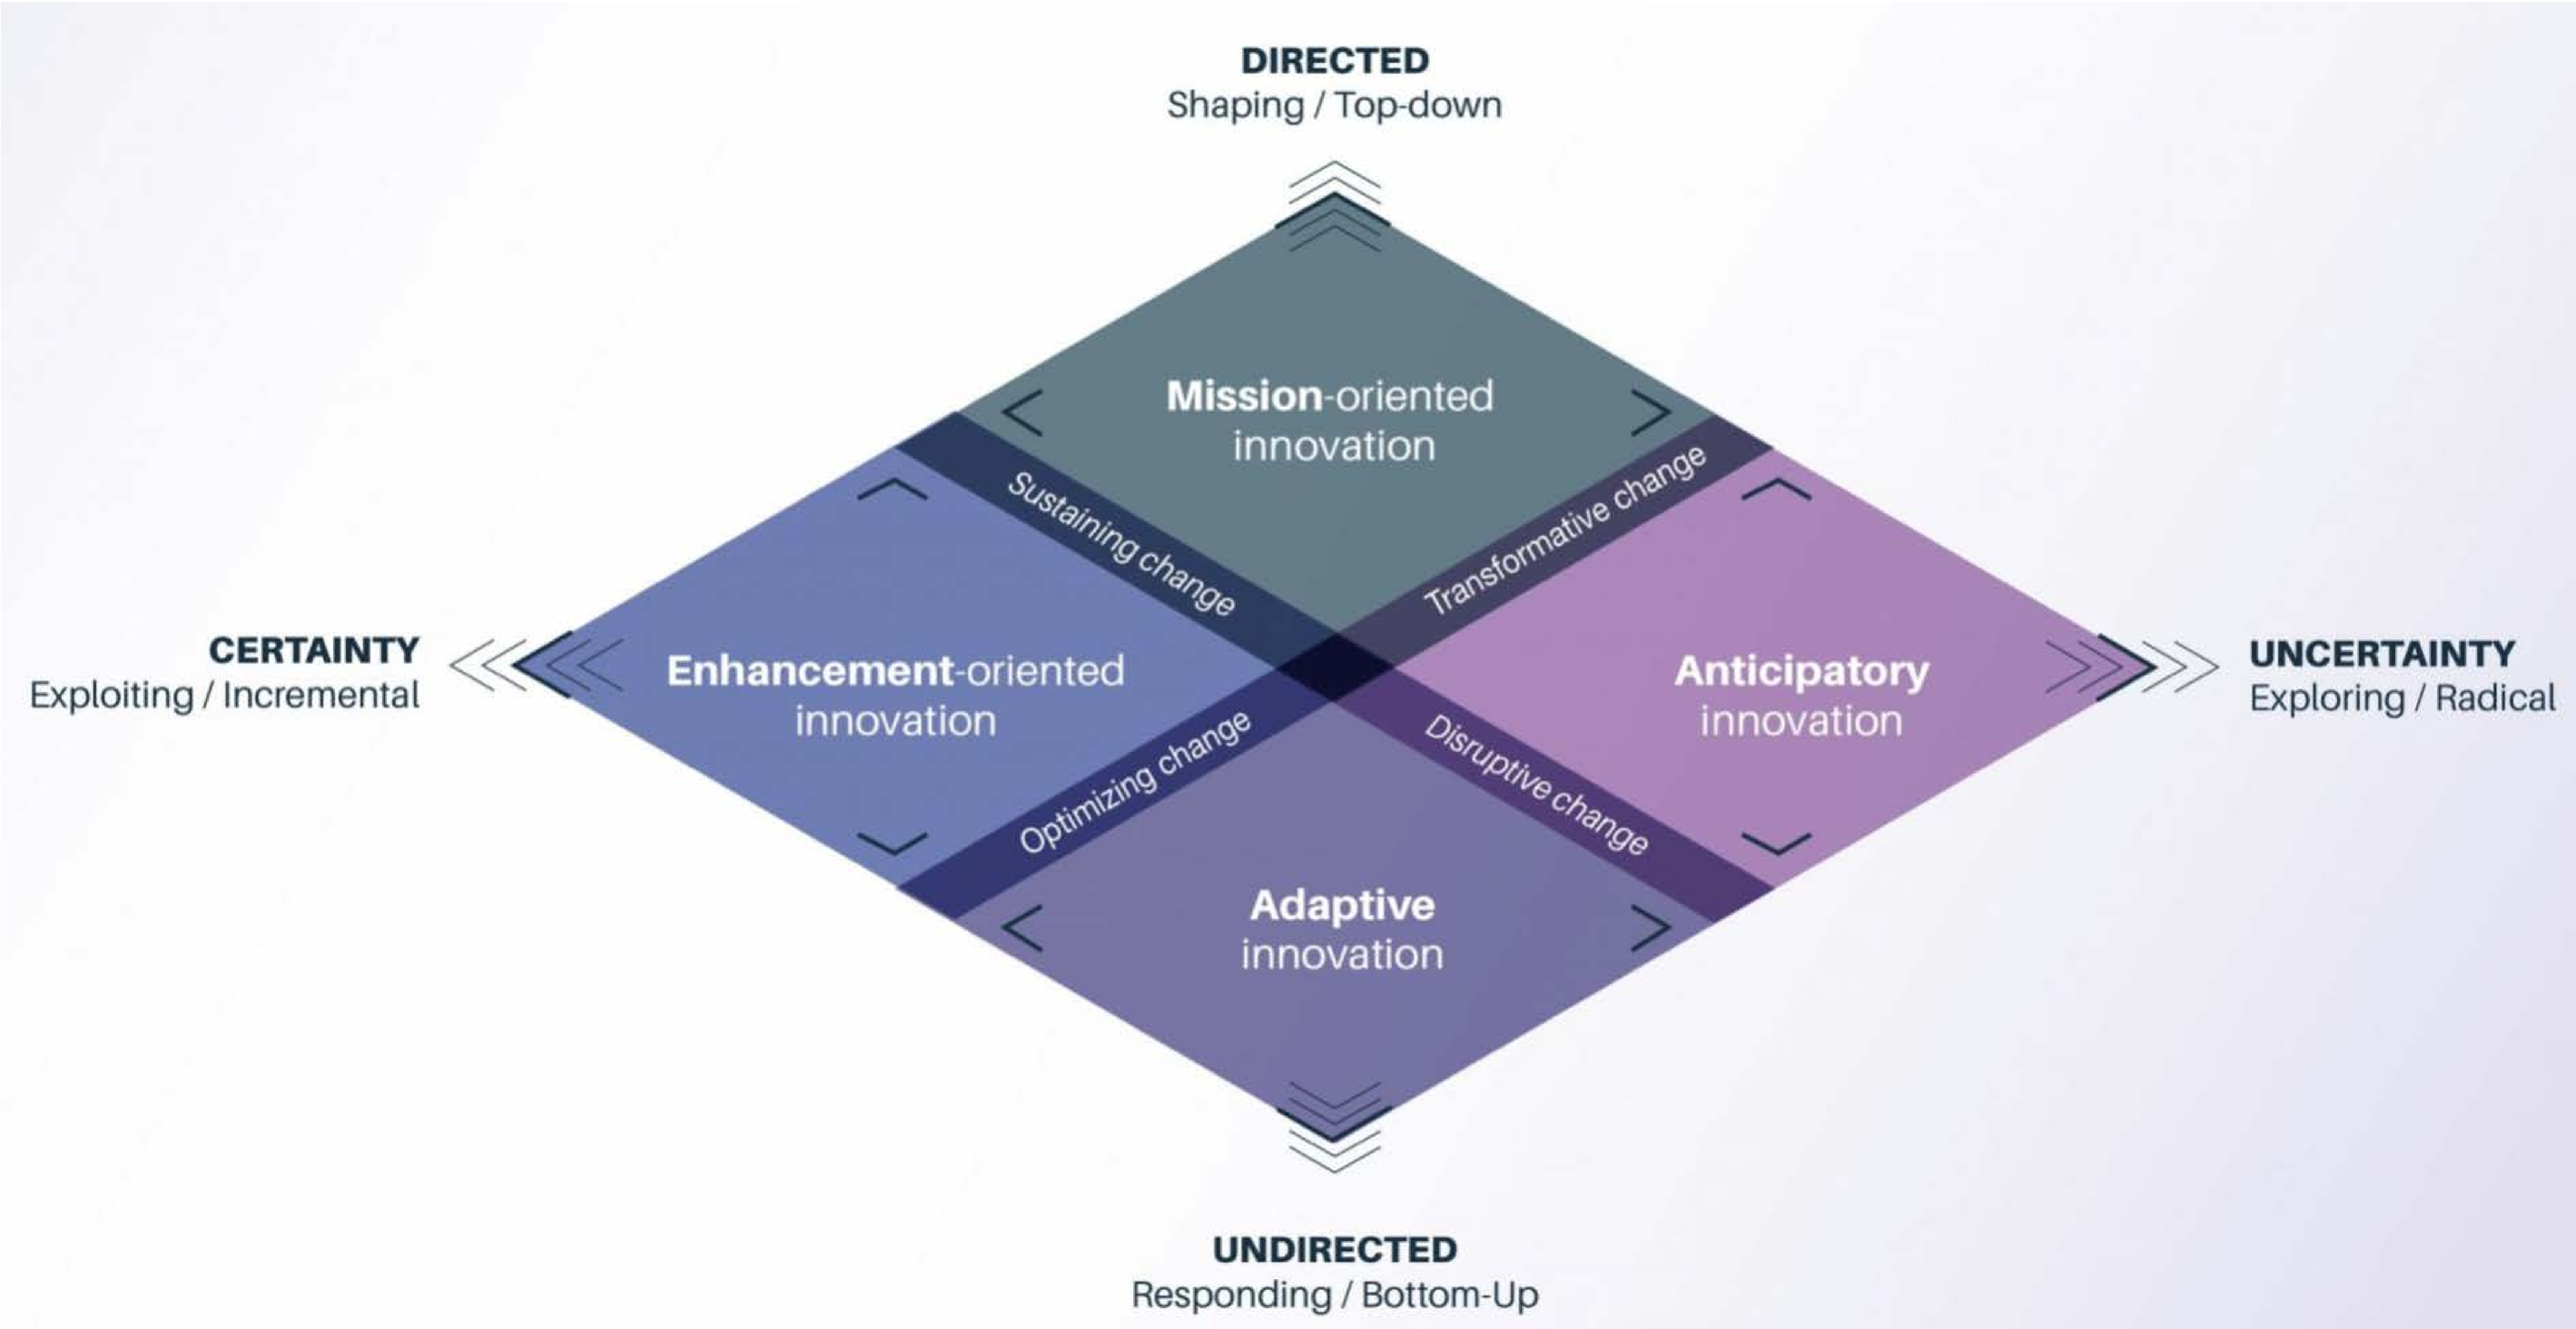 DIRECTED
Shaping / Top-down
Mission-oriented
innovation
Sustaining change
Transformative change
CERTAINTY
Exploiting / Incremental
Enhancement-oriented
innovation
Anticipatory
innovation
UNCERTAINTY
Exploring / Radical
Optimizing change
Disruptive change
Adaptive
innovation
UNDIRECTED
Responding / Bottom-Up